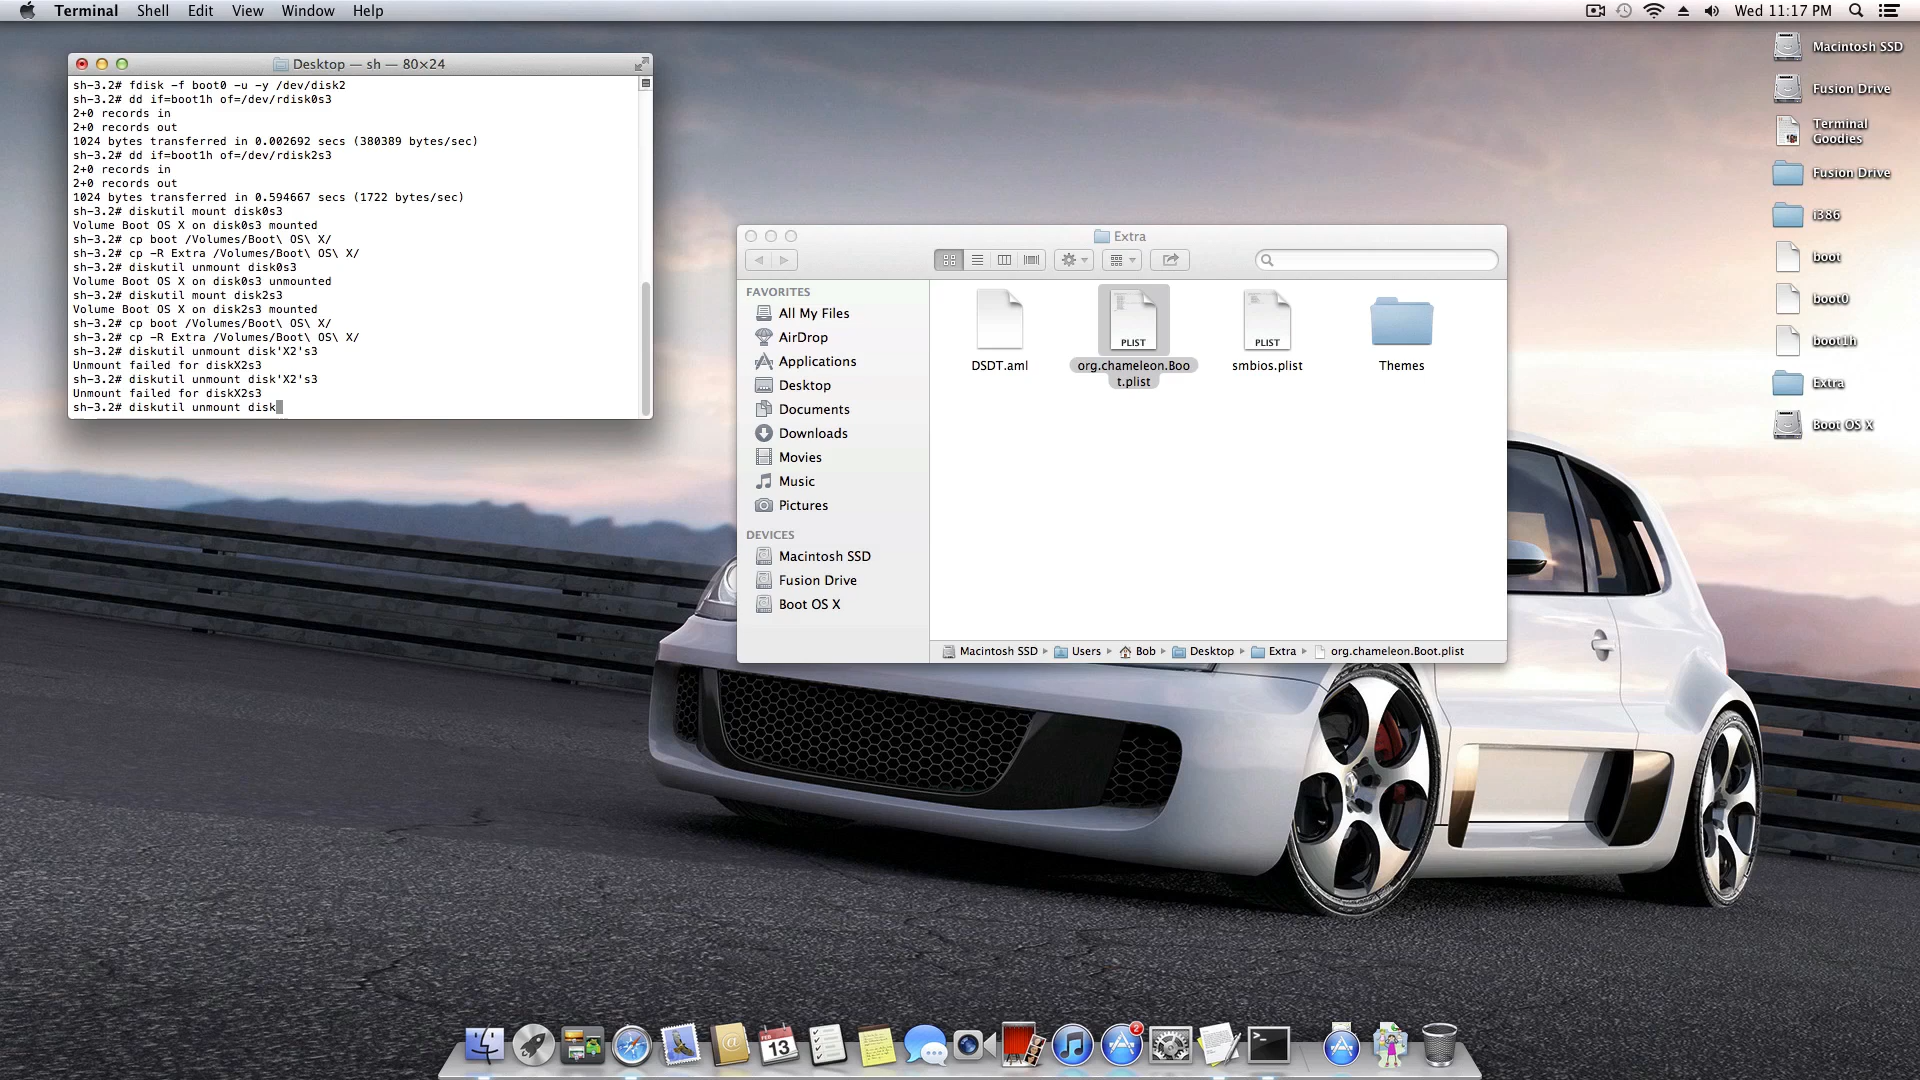 Terminal Shell Edit View Window Help
Wed 11:17 PM
Desktop — sh — 80×24
sh-3.2# fdisk -f boot0 -u -y /dev/disk2
sh-3.2# dd if=boot1h of=/dev/rdisk0s3
2+0 records in
2+0 records out
1024 bytes transferred in 0.002692 secs (380389 bytes/sec)
sh-3.2# dd if=boot1h of=/dev/rdisk2s3
2+0 records in
2+0 records out
1024 bytes transferred in 0.594667 secs (1722 bytes/sec)
sh-3.2# diskutil mount disk0s3
Volume Boot OS X on disk0s3 mounted
sh-3.2# cp boot /Volumes/Boot\ OS\ X/
sh-3.2# cp -R Extra /Volumes/Boot\ OS\ X/
sh-3.2# diskutil unmount disk0s3
Volume Boot OS X on disk0s3 unmounted
sh-3.2# diskutil mount disk2s3
Volume Boot OS X on disk2s3 mounted
sh-3.2# cp boot /Volumes/Boot\ OS\ X/
sh-3.2# cp -R Extra /Volumes/Boot\ OS\ X/
sh-3.2# diskutil unmount disk'X2's3
Unmount failed for diskX2s3
sh-3.2# diskutil unmount disk'X2's3
Unmount failed for diskX2s3
sh-3.2# diskutil unmount disk
Extra
FAVORITES
All My Files
AirDrop
Applications
Desktop
Documents
Downloads
Movies
Music
Pictures
DEVICES
Macintosh SSD
Fusion Drive
Boot OS X
DSDT.aml
PLIST
org.chameleon.Boo
t.plist
PLIST
smbios.plist
Themes
Macintosh SSD Users Bob Desktop Extra org.chameleon.Boot.plist
Macintosh SSD
Fusion Drive
Terminal
Goodies
Fusion Drive
i386
boot
boot0
boot1h
Extra
Boot OS X
FEB
13
2